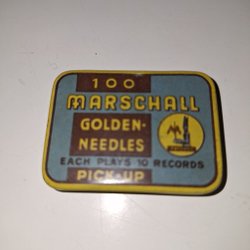 100
MARSCHALL
GOLDEN-
NEEDLES
EACH PLAYS 10 RECORDS
PICK-UP